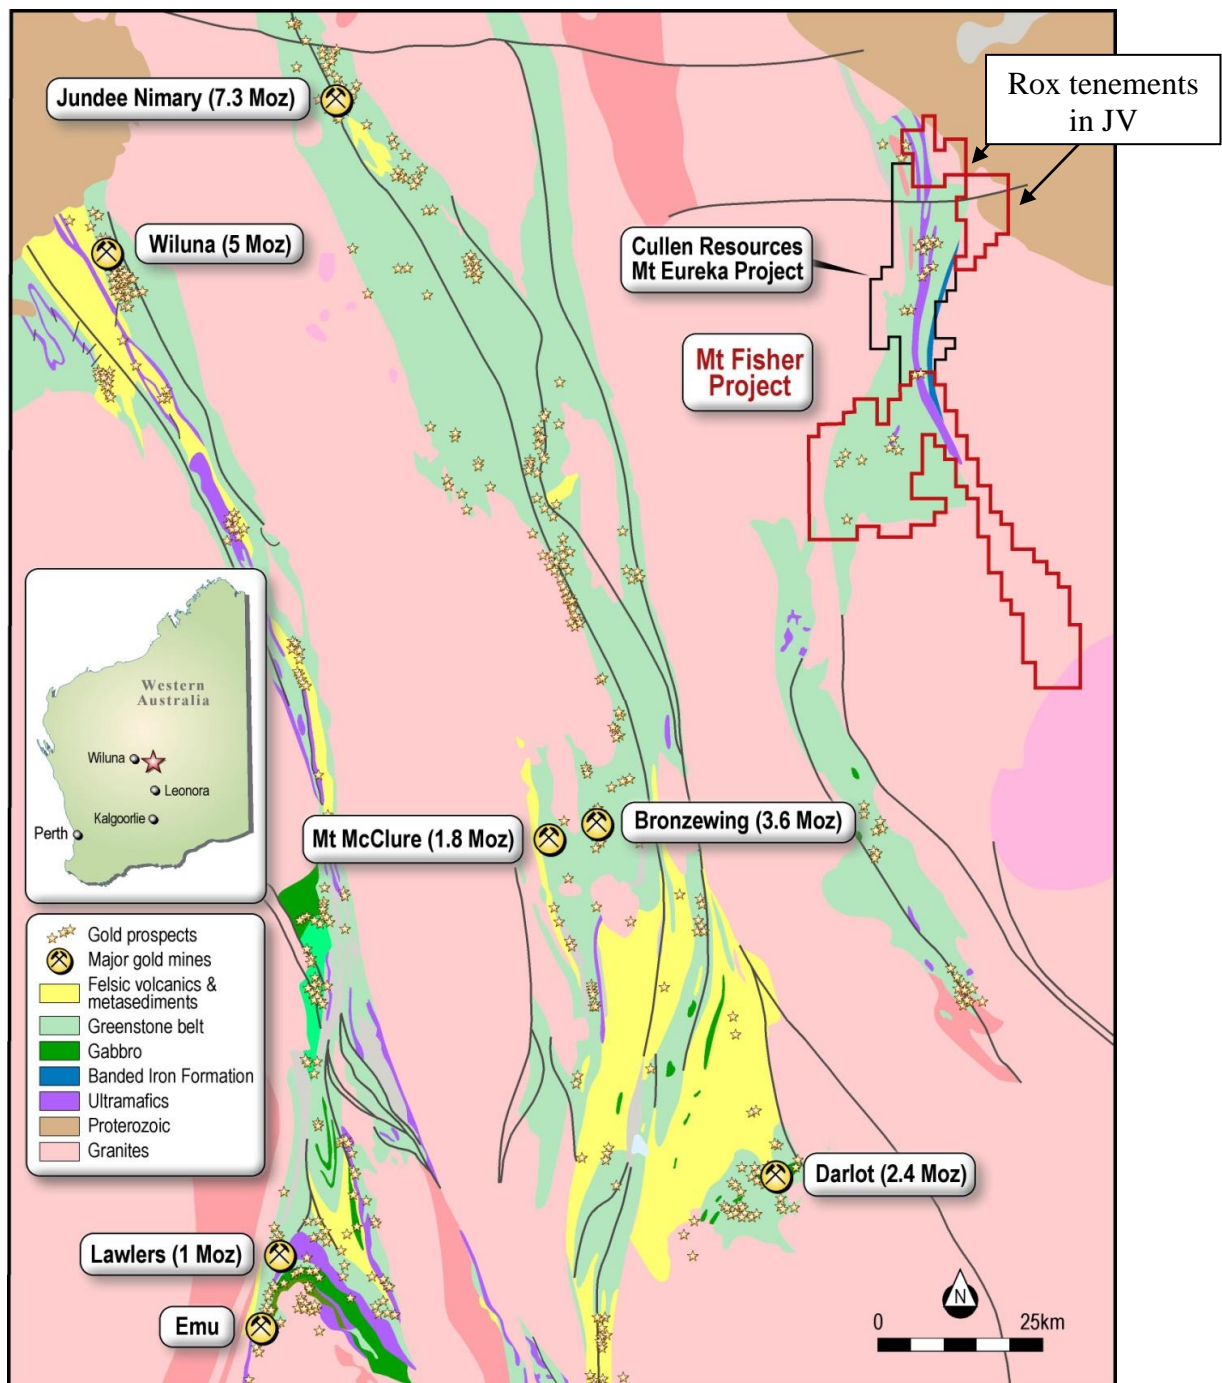 Rox tenements
in JV
Jundee Nimary (7.3 Moz)
Wiluna (5 Moz)
Cullen Resources
Mt Eureka Project
Mt Fisher
Project
Western
Australia
Wiluna
Leonora
Kalgoorlie
Perth
Mt McClure (1.8 Moz)
Bronzewing (3.6 Moz)
Gold prospects
Major gold mines
Felsic volcanics &
metasediments
Greenstone belt
Gabbro
Banded Iron Formation
Ultramafics
Proterozoic
Granites
Darlot (2.4 Moz)
Lawlers (1 Moz)
Emu
N
0 25km